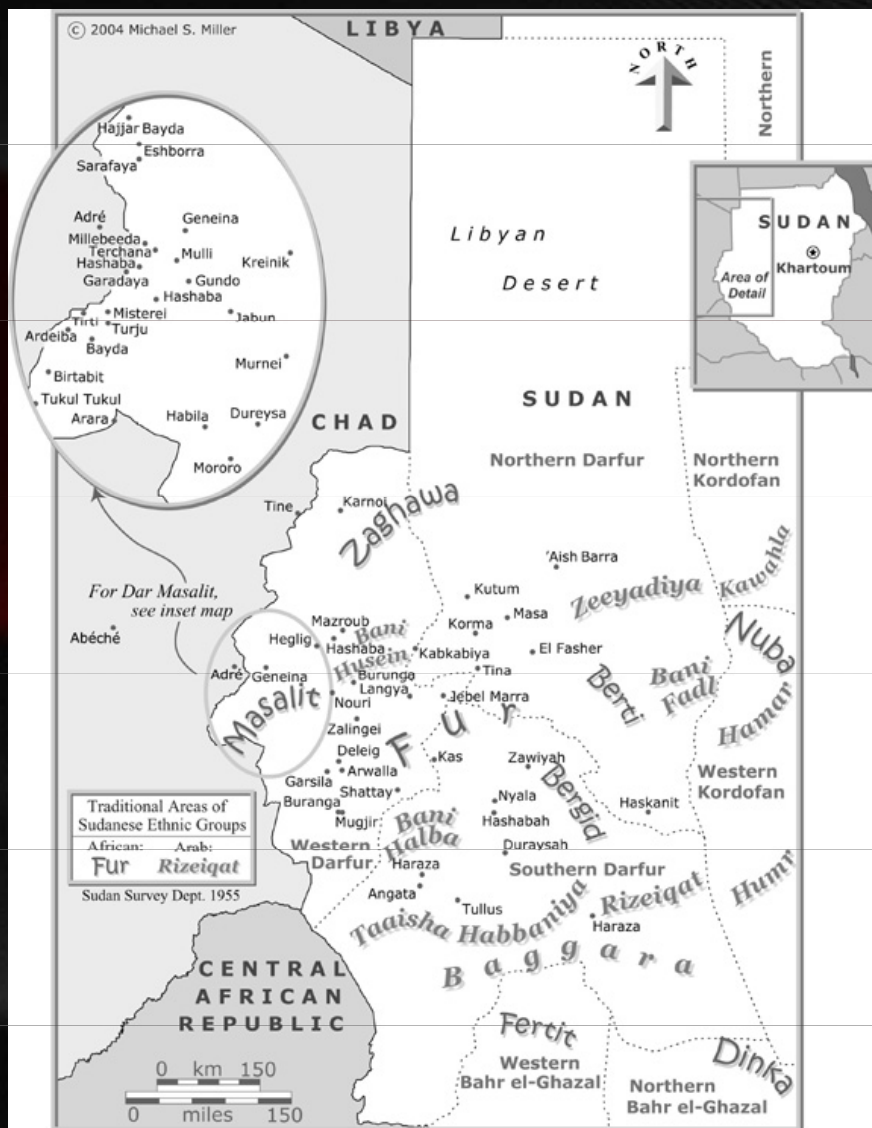 © 2004 Michael S. Miller
LIBYA
NORTH
Northern
Hajjar Bayda
Eshborra
Sarafaya
Adré
Geneina
Millebeeda
Terchana
Mulli
Kreinik
Hashaba
Garadaya
Gundo
Hashaba
Tirti
Misterei
Jabun
Ardeiba
Turju
Bayda
Murnei
Birtabit
Tukul Tukul
Arara
Habila
Dureysa
Mororo
Libyan
Desert
SUDAN
Khartoum
Area of
Detail
CHAD
SUDAN
Northern Darfur
Northern
Kordofan
Tine
Karnoi
Zaghawa
'Aish Barra
Kawahla
For Dar Masalit,
see inset map
Kutum
Zeeyadiya
Masa
Abéché
Mazroub
Bani
Husein
Korma
Nuba
Heglig
Hashaba
Kabkabiya
El Fasher
Adré
Geneina
Burunga
Tina
Bani
Fadl
Langya
Berti
Masalit
Nouri
Jebel Marra
Hamar
Zalingei
Fur
Deleig
Kas
Zawiyah
Western
Kordofan
Garsila
Arwalla
Bergid
Buranga
Shattay
Nyala
Haskanit
Mugjir
Bani
Halba
Hashabah
Traditional Areas of
Sudanese Ethnic Groups
African:
Arab:
Fur
Rizeiqat
Sudan Survey Dept. 1955
Western
Darfur
Duraysah
Haraza
Southern Darfur
Humr
Angata
Rizeiqat
Tullus
Taaisha
Habbaniya
Haraza
Baggara
CENTRAL
AFRICAN
REPUBLIC
Fertit
Western
Bahr el-Ghazal
Dinka
Northern
Bahr el-Ghazal
0 km 150
0 miles 150